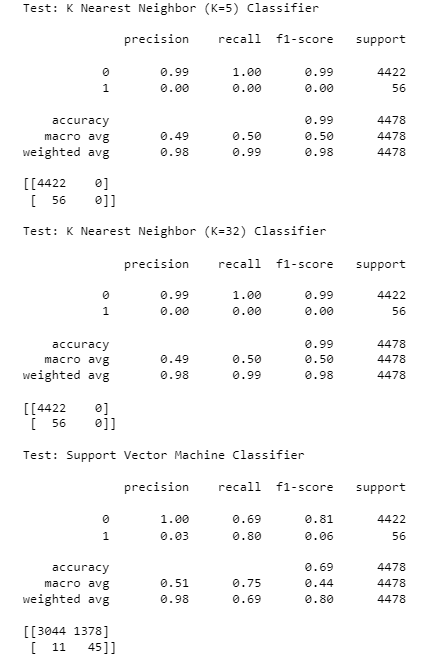 Test: K Nearest Neighbor (K=5) Classifier
precision recall f1-score support
0 0.99 1.00 0.99 4422
1 0.00 0.00 0.00 56
accuracy 0.99 4478
macro avg 0.49 0.50 0.50 4478
weighted avg 0.98 0.99 0.98 4478
[[4422 0]
[ 56 0]]
Test: K Nearest Neighbor (K=32) Classifier
precision recall f1-score support
0 0.99 1.00 0.99 4422
1 0.00 0.00 0.00 56
accuracy 0.99 4478
macro avg 0.49 0.50 0.50 4478
weighted avg 0.98 0.99 0.98 4478
[[4422 0]
[ 56 0]]
Test: Support Vector Machine Classifier
precision recall f1-score support
0 1.00 0.69 0.81 4422
1 0.03 0.80 0.06 56
accuracy 0.69 4478
macro avg 0.51 0.75 0.44 4478
weighted avg 0.98 0.69 0.80 4478
[[3044 1378]
[ 11 45]]